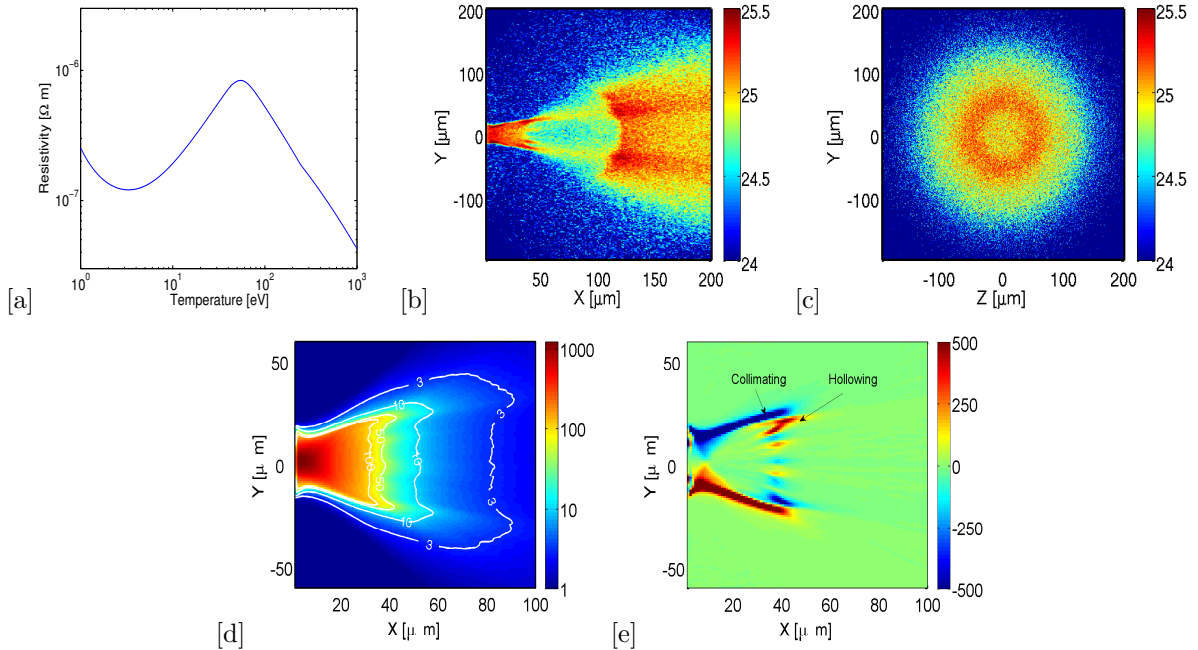 10^-6
10^-7
Resistivity [Ω m]
10^0 10^1 10^2 10^3
Temperature [eV]
[a]
200
100
0
-100
Y [μm]
50 100 150 200
X [μm]
25.5
25
24.5
24
[b]
200
100
0
-100
Y [μm]
-100 0 100 200
Z [μm]
25.5
25
24.5
24
[c]
50
0
-50
Y [μ m]
3
10
50
100
50
10
3
10
3
3
20 40 60 80 100
X [μ m]
1000
100
10
1
[d]
50
0
-50
Y [μ m]
Collimating
Hollowing
20 40 60 80 100
X [μ m]
500
250
0
-250
-500
[e]